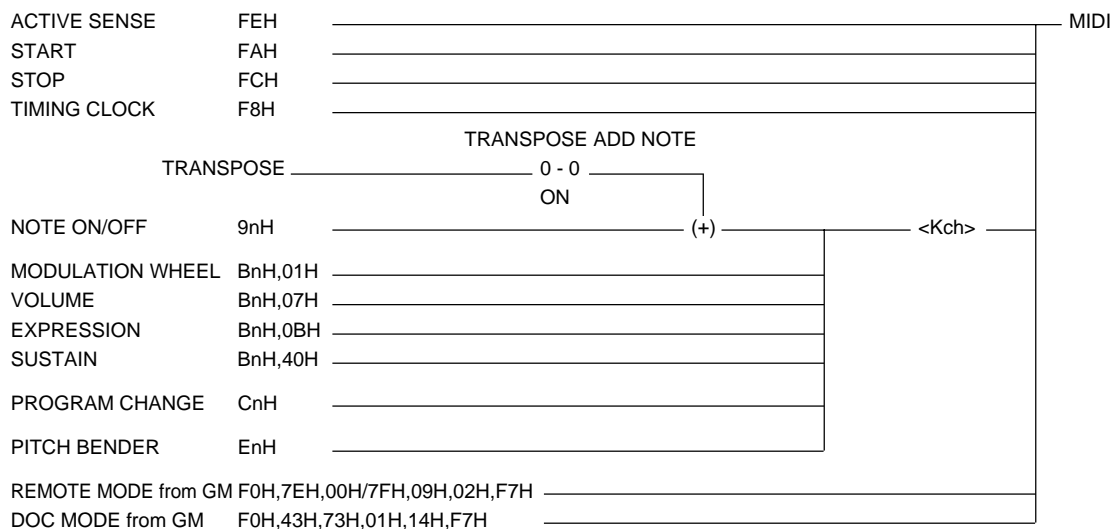 ACTIVE SENSE FEH MIDI
START FAH
STOP FCH
TIMING CLOCK F8H
TRANSPOSE ADD NOTE
TRANSPOSE 0 - 0
ON
NOTE ON/OFF 9nH (+) <Kch>
MODULATION WHEEL BnH,01H
VOLUME BnH,07H
EXPRESSION BnH,0BH
SUSTAIN BnH,40H
PROGRAM CHANGE CnH
PITCH BENDER EnH
REMOTE MODE from GM F0H,7EH,00H/7FH,09H,02H,F7H
DOC MODE from GM F0H,43H,73H,01H,14H,F7H